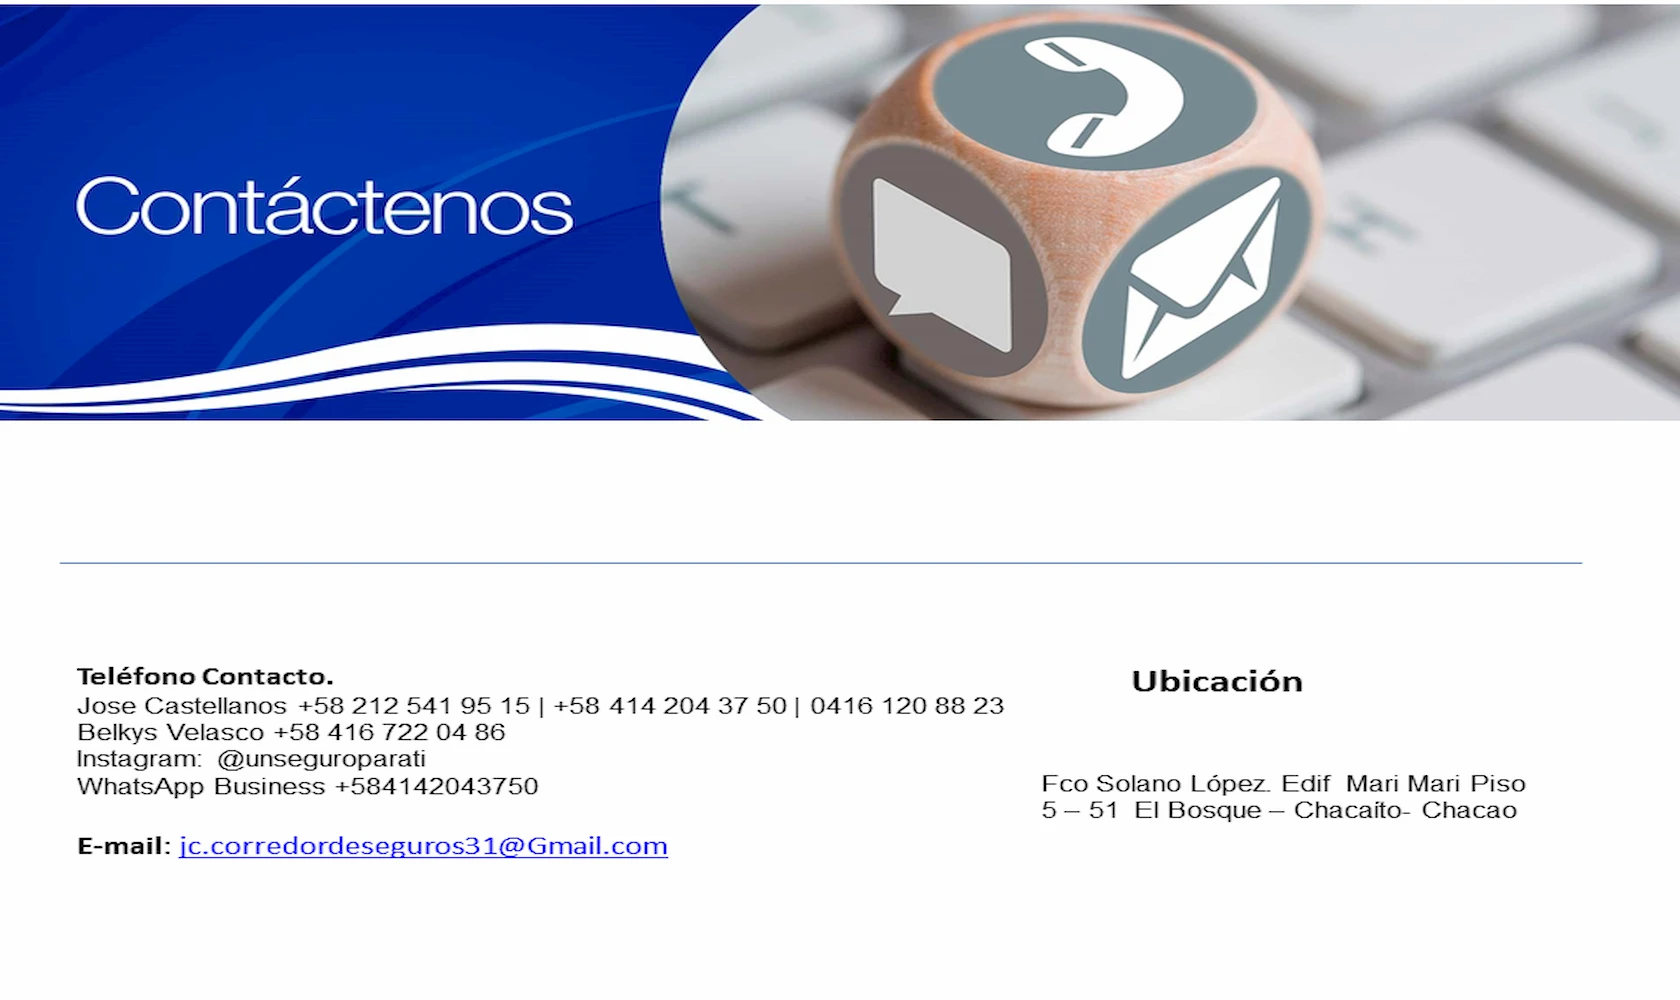 Contáctenos
Teléfono Contacto.
Jose Castellanos +58 212 541 95 15 | +58 414 204 37 50 | 0416 120 88 23
Belkys Velasco +58 416 722 04 86
Instagram: @unseguroparati
WhatsApp Business +584142043750
E-mail: jc.corredordeseguros31@Gmail.com
Ubicación
Fco Solano López. Edif Mari Mari Piso
5 – 51 El Bosque – Chacaíto- Chacao